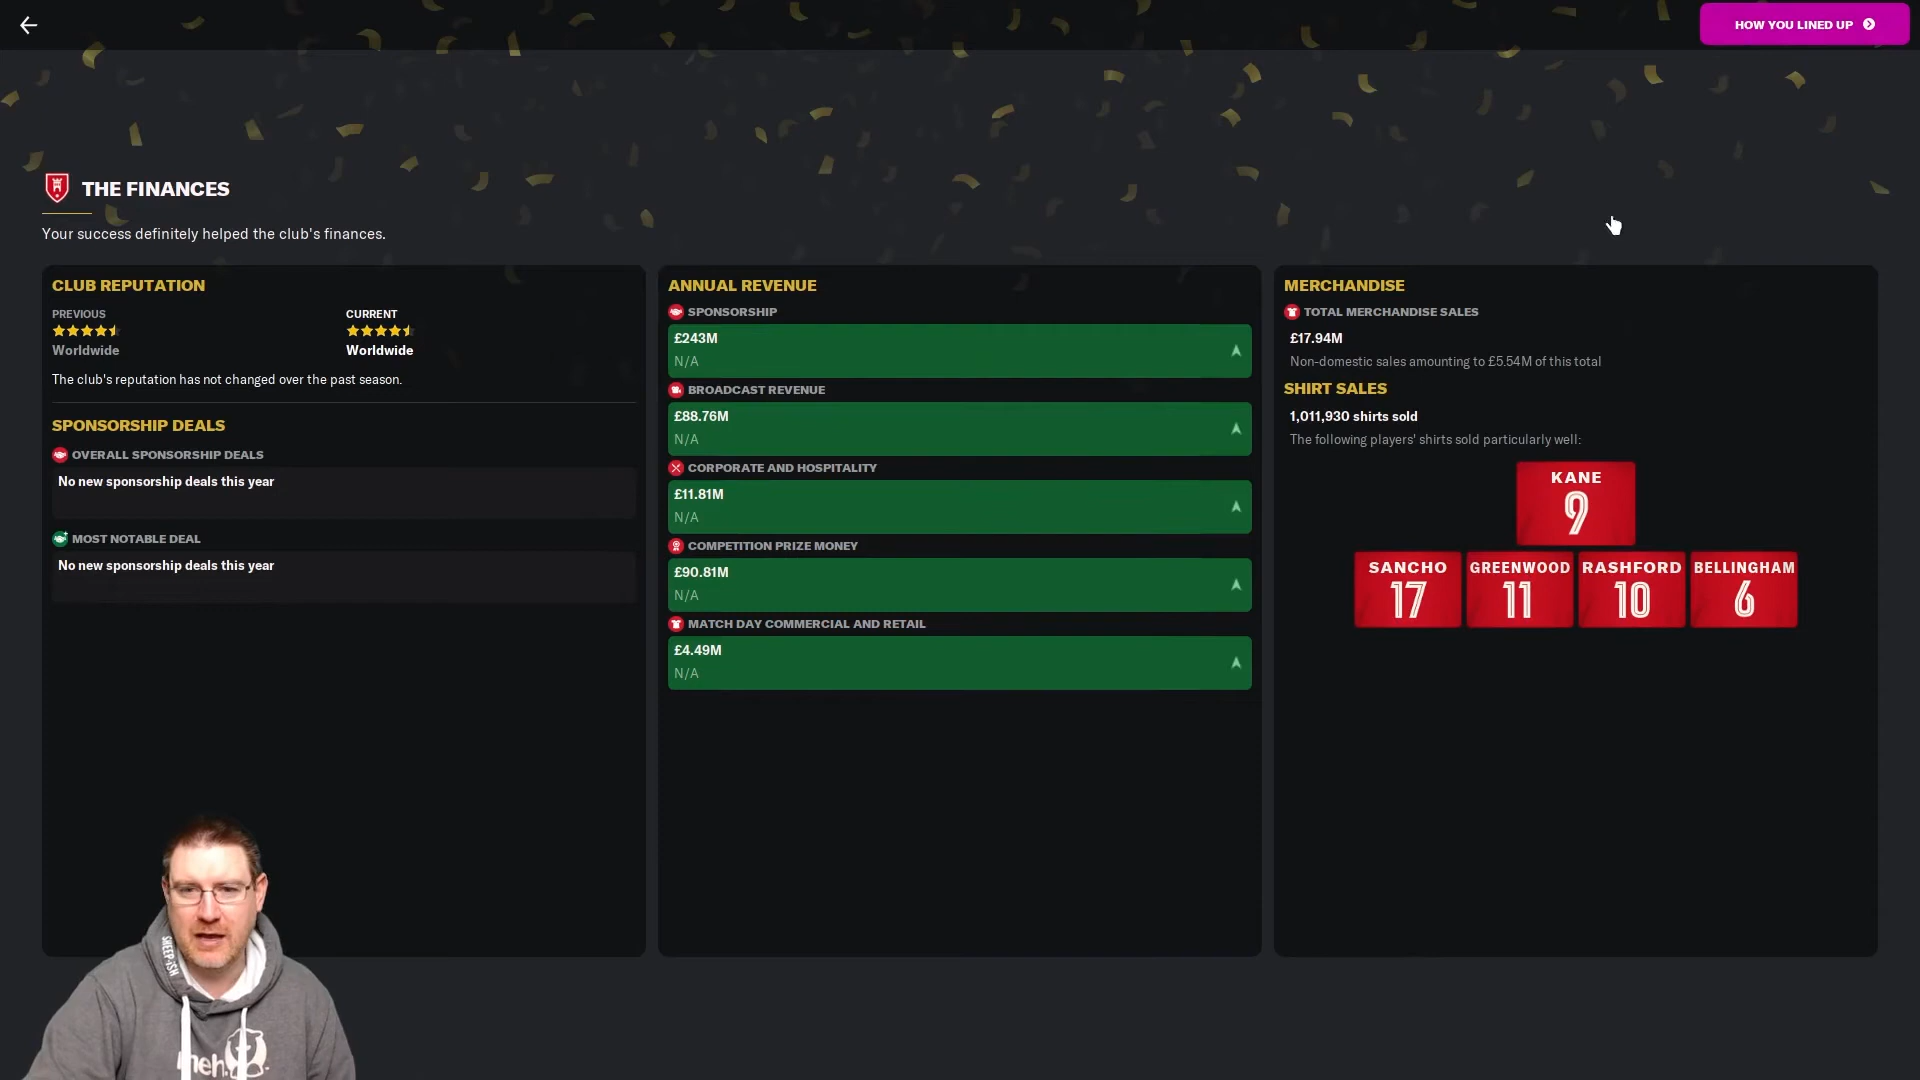 HOW YOU LINED UP
THE FINANCES
Your success definitely helped the club's finances.
CLUB REPUTATION
PREVIOUS
CURRENT
Worldwide
Worldwide
The club's reputation has not changed over the past season.
SPONSORSHIP DEALS
OVERALL SPONSORSHIP DEALS
No new sponsorship deals this year
MOST NOTABLE DEAL
No new sponsorship deals this year
ANNUAL REVENUE
SPONSORSHIP
£243M
N/A
BROADCAST REVENUE
£88.76M
N/A
CORPORATE AND HOSPITALITY
£11.81M
N/A
COMPETITION PRIZE MONEY
£90.81M
N/A
MATCH DAY COMMERCIAL AND RETAIL
£4.49M
N/A
MERCHANDISE
TOTAL MERCHANDISE SALES
£17.94M
Non-domestic sales amounting to £5.54M of this total
SHIRT SALES
1,011,930 shirts sold
The following players' shirts sold particularly well:
KANE
9
SANCHO
17
GREENWOOD
11
RASHFORD
10
BELLINGHAM
6
SHEEP-ISH
meh.